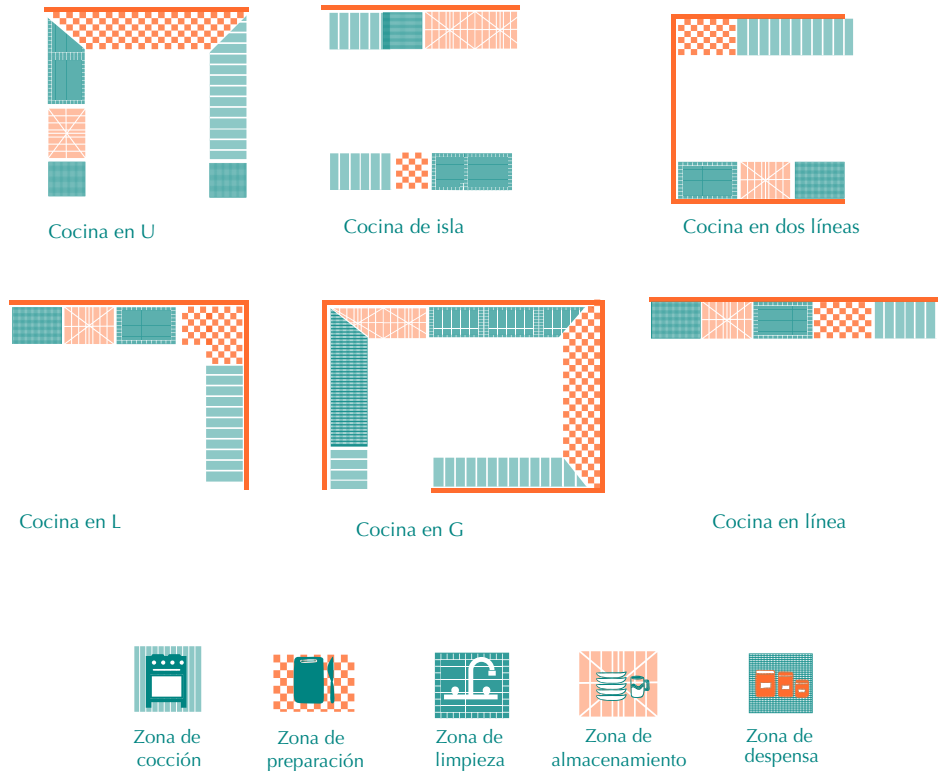 Cocina en U
Cocina de isla
Cocina en dos líneas
Cocina en L
Cocina en G
Cocina en línea
Zona de
cocción
Zona de
preparación
Zona de
limpieza
Zona de
almacenamiento
Zona de
despensa